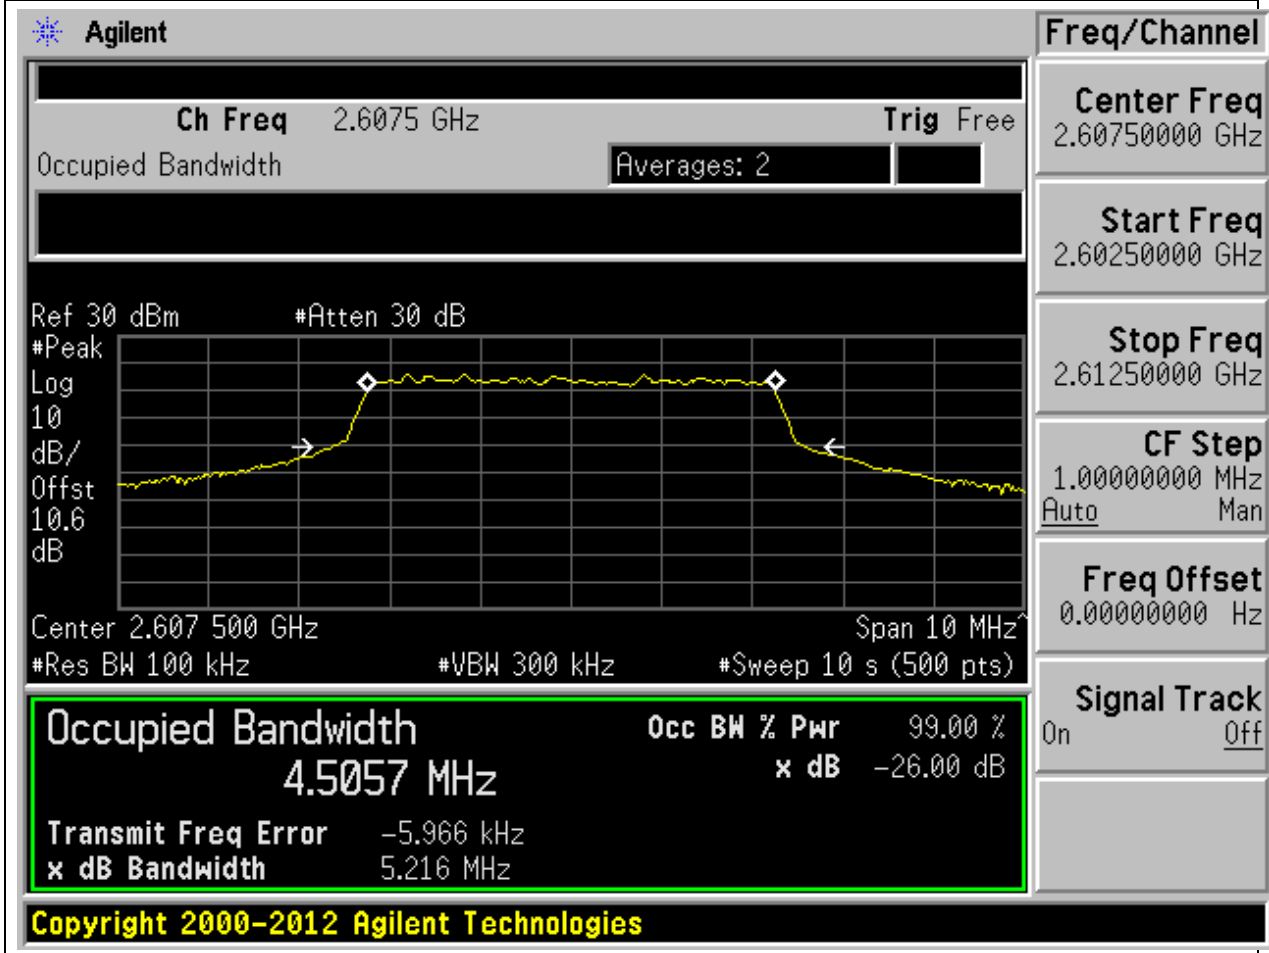 Agilent
Ch Freq 2.6075 GHz Trig Free
Occupied Bandwidth Averages: 2
Ref 30 dBm #Atten 30 dB
#Peak
Log
10
dB/
Offst
10.6
dB
Center 2.607 500 GHz Span 10 MHz^
#Res BW 100 kHz #VBW 300 kHz #Sweep 10 s (500 pts)
Occupied Bandwidth
4.5057 MHz
Occ BW % Pwr 99.00 %
x dB -26.00 dB
Transmit Freq Error -5.966 kHz
x dB Bandwidth 5.216 MHz
Copyright 2000-2012 Agilent Technologies
Freq/Channel
Center Freq
2.60750000 GHz
Start Freq
2.60250000 GHz
Stop Freq
2.61250000 GHz
CF Step
1.00000000 MHz
Auto Man
Freq Offset
0.00000000 Hz
Signal Track
On Off